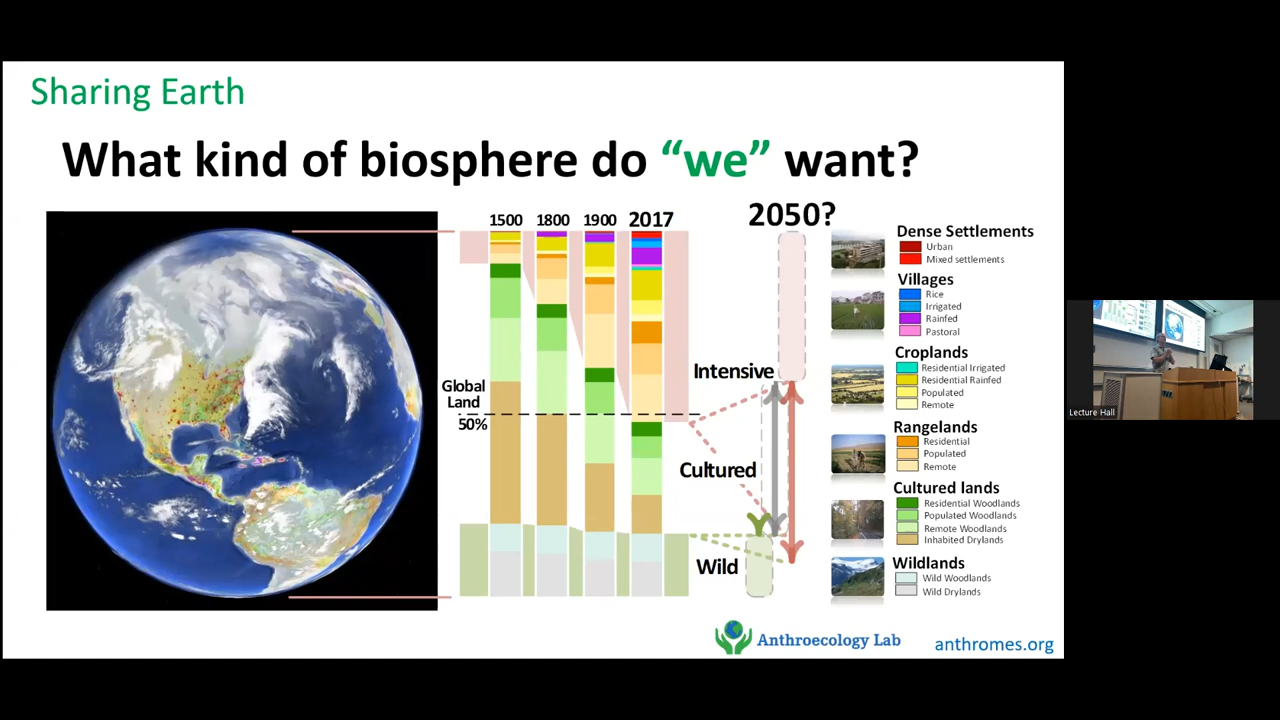 Sharing Earth
What kind of biosphere do “we” want?
1500
1800
1900
2017
2050?
Global
Land
50%
Intensive
Cultured
Wild
Dense Settlements
Urban
Mixed settlements
Villages
Rice
Irrigated
Rainfed
Pastoral
Croplands
Residential Irrigated
Residential Rainfed
Populated
Remote
Rangelands
Residential
Populated
Remote
Cultured lands
Residential Woodlands
Populated Woodlands
Remote Woodlands
Inhabited Drylands
Wildlands
Wild Woodlands
Wild Drylands
Anthroecology Lab
anthromes.org
Lecture Hall